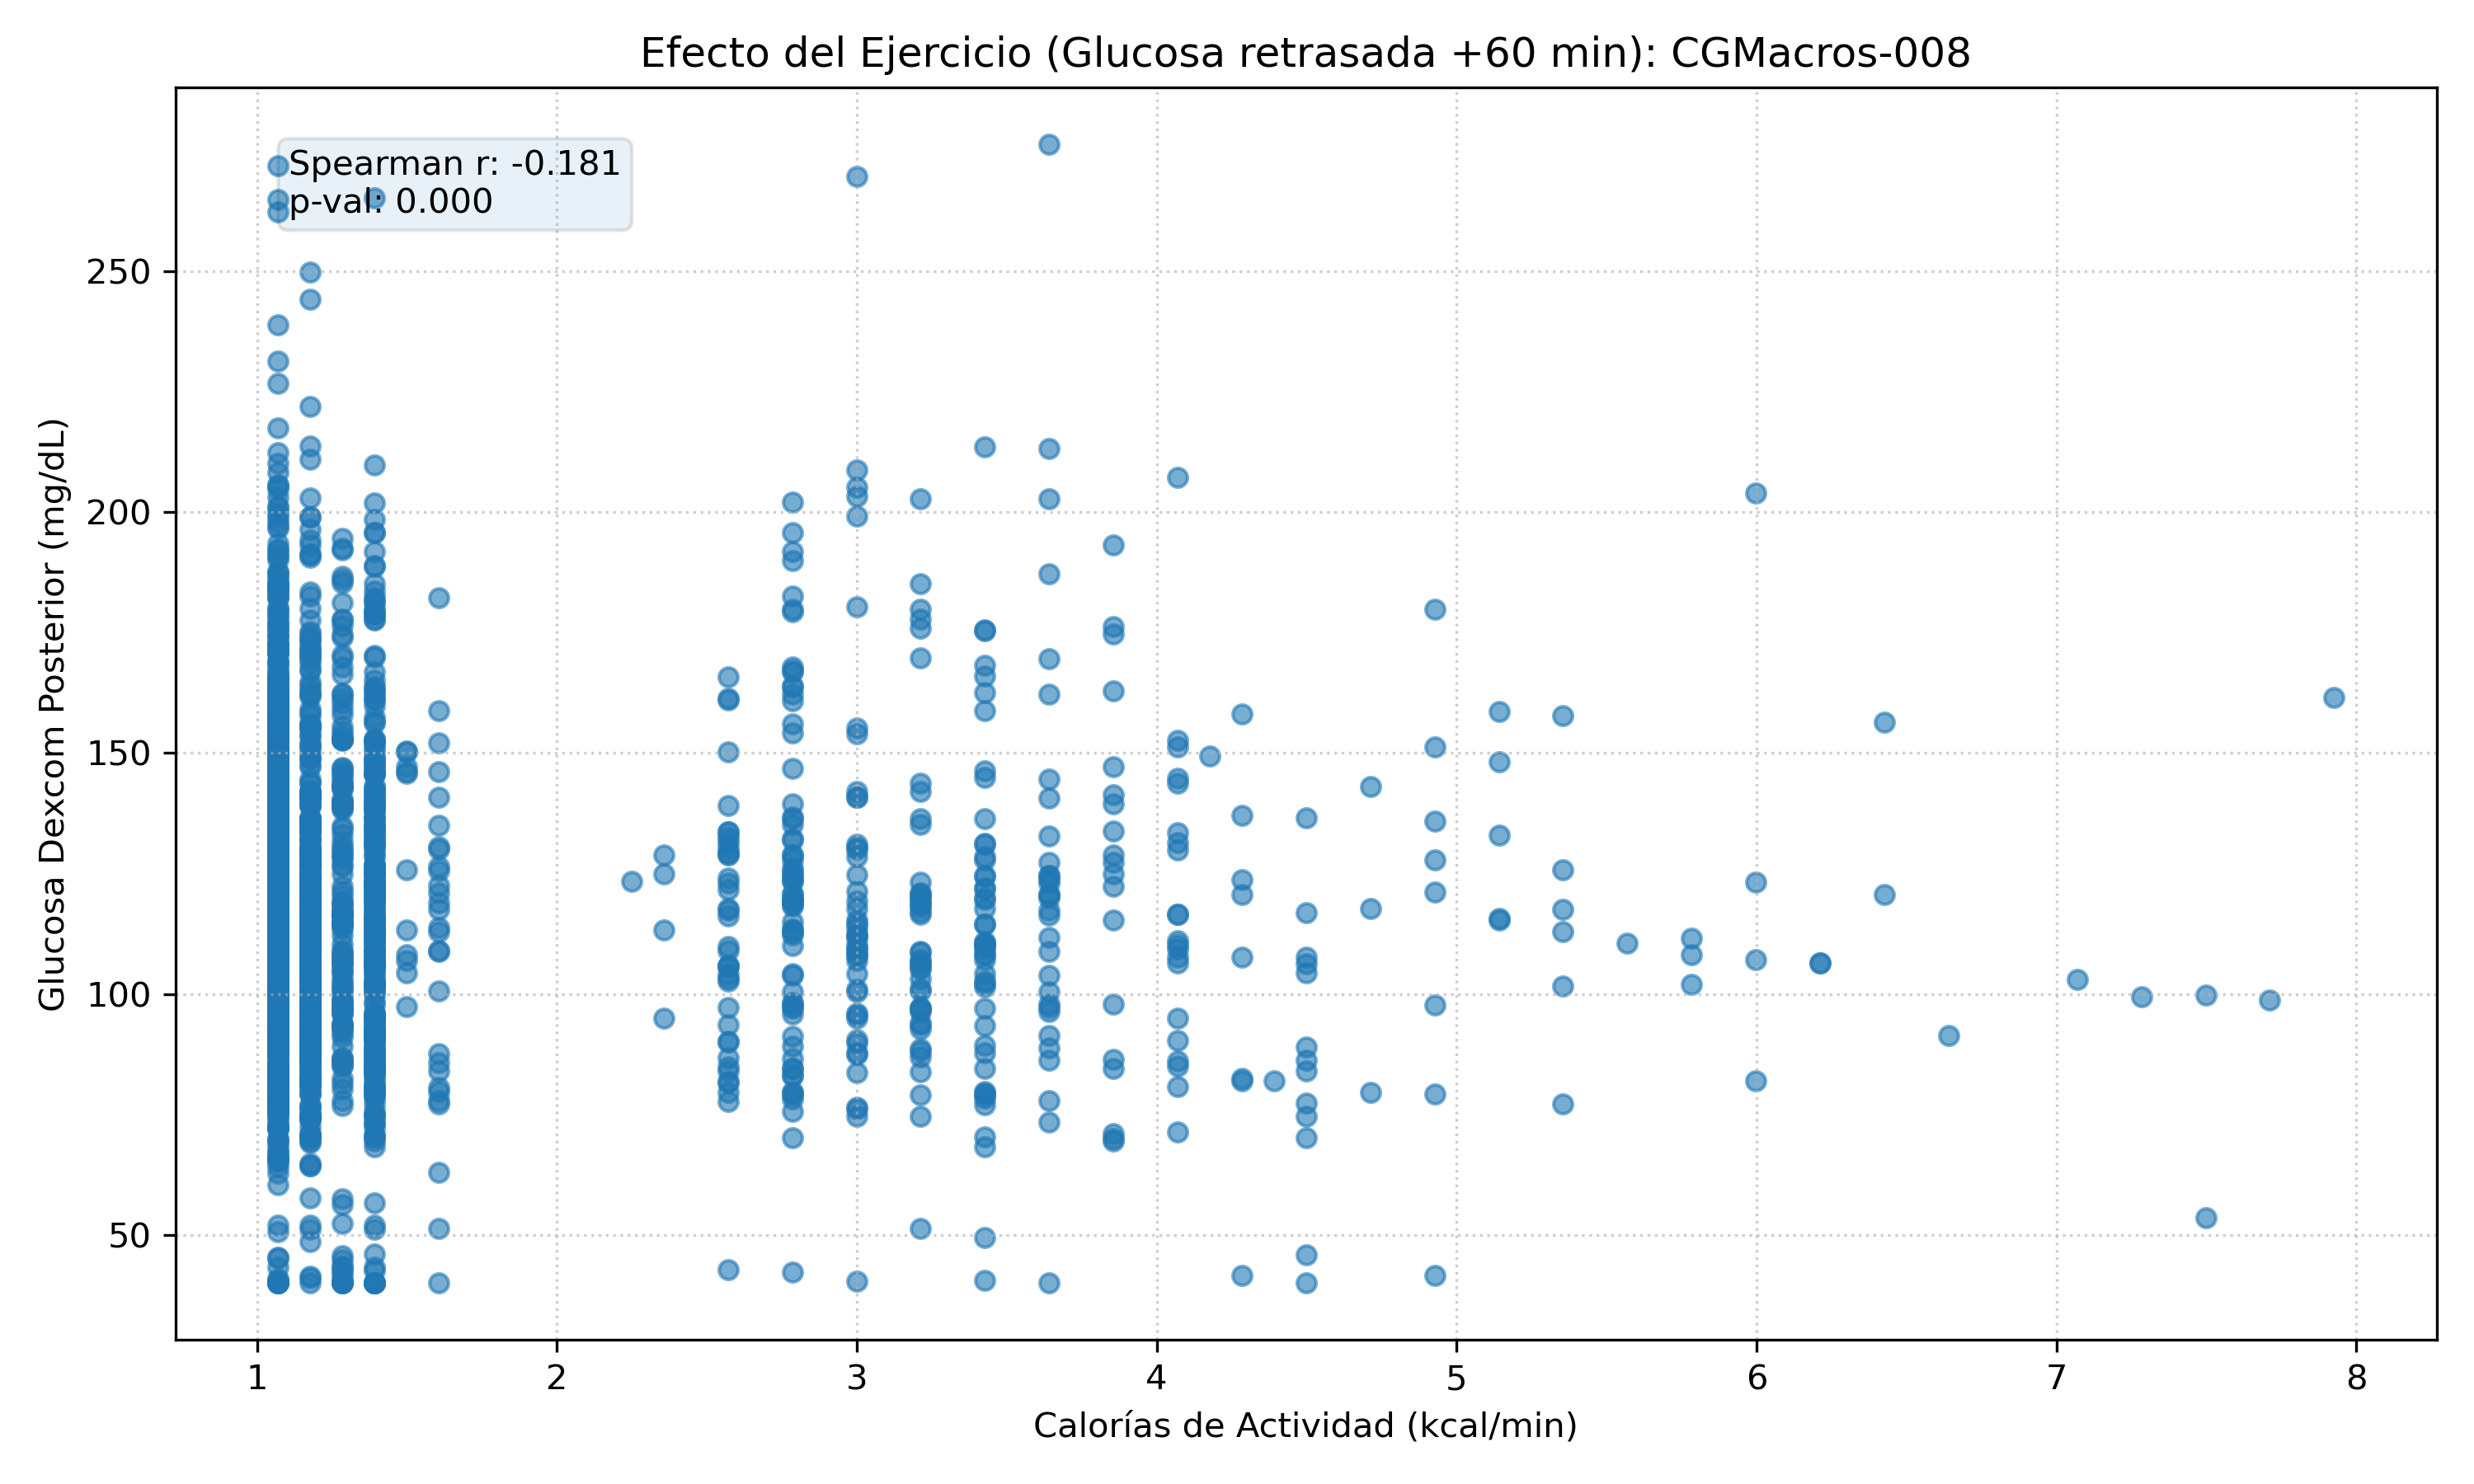 Efecto del Ejercicio (Glucosa retrasada +60 min): CGMacros-008
Spearman r: -0.181
p-val: 0.000
Glucosa Dexcom Posterior (mg/dL)
250
200
150
100
50
1
2
3
4
5
6
7
8
Calorías de Actividad (kcal/min)